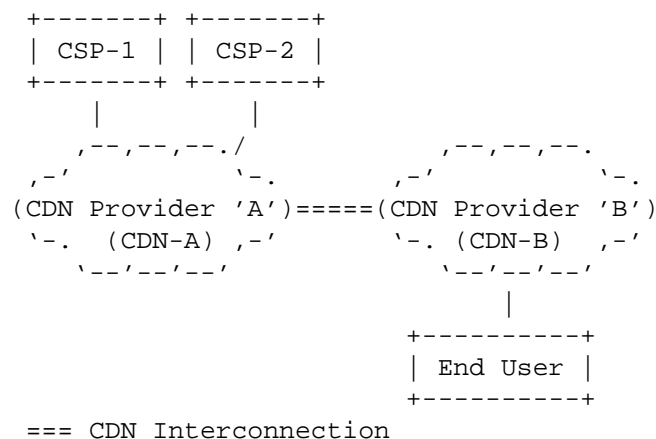 CSP-1 CSP-2
(CDN Provider 'A')=====(CDN Provider 'B')
(CDN-A) (CDN-B)
End User
=== CDN Interconnection